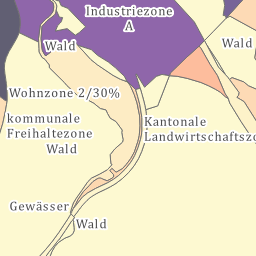 Industriezone
A
Wald
Wald
Wohnzone 2/30%
kommunale
Freihaltezone
Wald
Kantonale
Landwirtschaftszo
Gewässer
Wald